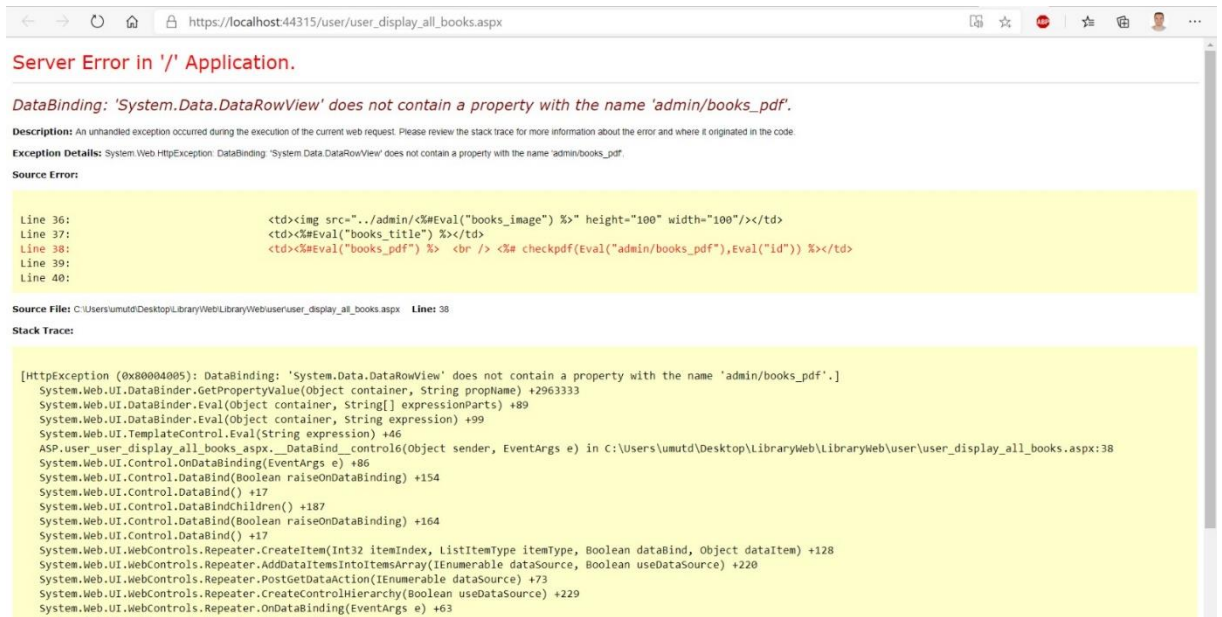 https://localhost:44315/user/user_display_all_books.aspx
ABP
Server Error in '/' Application.
DataBinding: 'System.Data.DataRowView' does not contain a property with the name 'admin/books_pdf'.
Description: An unhandled exception occurred during the execution of the current web request. Please review the stack trace for more information about the error and where it originated in the code.
Exception Details: System.Web.HttpException: DataBinding: 'System.Data.DataRowView' does not contain a property with the name 'admin/books_pdf'.
Source Error:
Line 36: <td><img src="../admin/<%#Eval("books_image") %>" height="100" width="100"/></td>
Line 37: <td><%#Eval("books_title") %></td>
Line 38: <td><%#Eval("books_pdf") %> <br /> <%# checkpdf(Eval("admin/books_pdf"),Eval("id")) %></td>
Line 39:
Line 40:
Source File: C:\Users\umutd\Desktop\LibraryWeb\LibraryWeb\user\user_display_all_books.aspx Line: 38
Stack Trace:
[HttpException (0x80004005): DataBinding: 'System.Data.DataRowView' does not contain a property with the name 'admin/books_pdf'.]
System.Web.UI.DataBinder.GetPropertyValue(Object container, String propName) +2963333
System.Web.UI.DataBinder.Eval(Object container, String[] expressionParts) +89
System.Web.UI.DataBinder.Eval(Object container, String expression) +99
System.Web.UI.TemplateControl.Eval(String expression) +46
ASP.user_user_display_all_books_aspx.__DataBind__control6(Object sender, EventArgs e) in C:\Users\umutd\Desktop\LibraryWeb\LibraryWeb\user\user_display_all_books.aspx:38
System.Web.UI.Control.OnDataBinding(EventArgs e) +86
System.Web.UI.Control.DataBind(Boolean raiseOnDataBinding) +154
System.Web.UI.Control.DataBind() +17
System.Web.UI.Control.DataBindChildren() +187
System.Web.UI.Control.DataBind(Boolean raiseOnDataBinding) +164
System.Web.UI.Control.DataBind() +17
System.Web.UI.WebControls.Repeater.CreateItem(Int32 itemIndex, ListItemType itemType, Boolean dataBind, Object dataItem) +128
System.Web.UI.WebControls.Repeater.AddDataItemsIntoItemsArray(IEnumerable dataSource, Boolean useDataSource) +220
System.Web.UI.WebControls.Repeater.PostGetDataAction(IEnumerable dataSource) +73
System.Web.UI.WebControls.Repeater.CreateControlHierarchy(Boolean useDataSource) +229
System.Web.UI.WebControls.Repeater.OnDataBinding(EventArgs e) +63